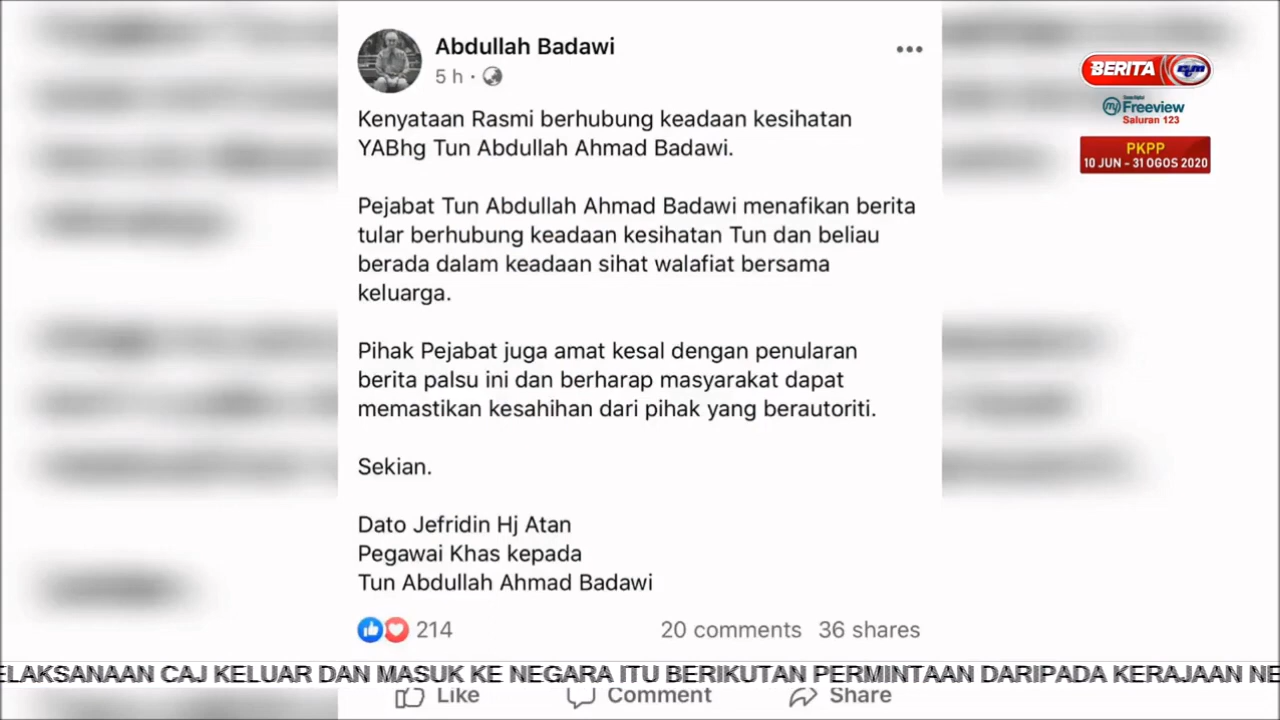 Abdullah Badawi
5 h ·
Kenyataan Rasmi berhubung keadaan kesihatan
YABhg Tun Abdullah Ahmad Badawi.
Pejabat Tun Abdullah Ahmad Badawi menafikan berita
tular berhubung keadaan kesihatan Tun dan beliau
berada dalam keadaan sihat walafiat bersama
keluarga.
Pihak Pejabat juga amat kesal dengan penularan
berita palsu ini dan berharap masyarakat dapat
memastikan kesahihan dari pihak yang berautoriti.
Sekian.
Dato Jefridin Hj Atan
Pegawai Khas kepada
Tun Abdullah Ahmad Badawi
214 20 comments 36 shares
ELAKSANAAN CAJ KELUAR DAN MASUK KE NEGARA ITU BERIKUTAN PERMINTAAN DARIPADA KERAJAAN NE
Like Comment Share
BERITA rtm
my Freeview
Saluran 123
PKPP
10 JUN - 31 OGOS 2020